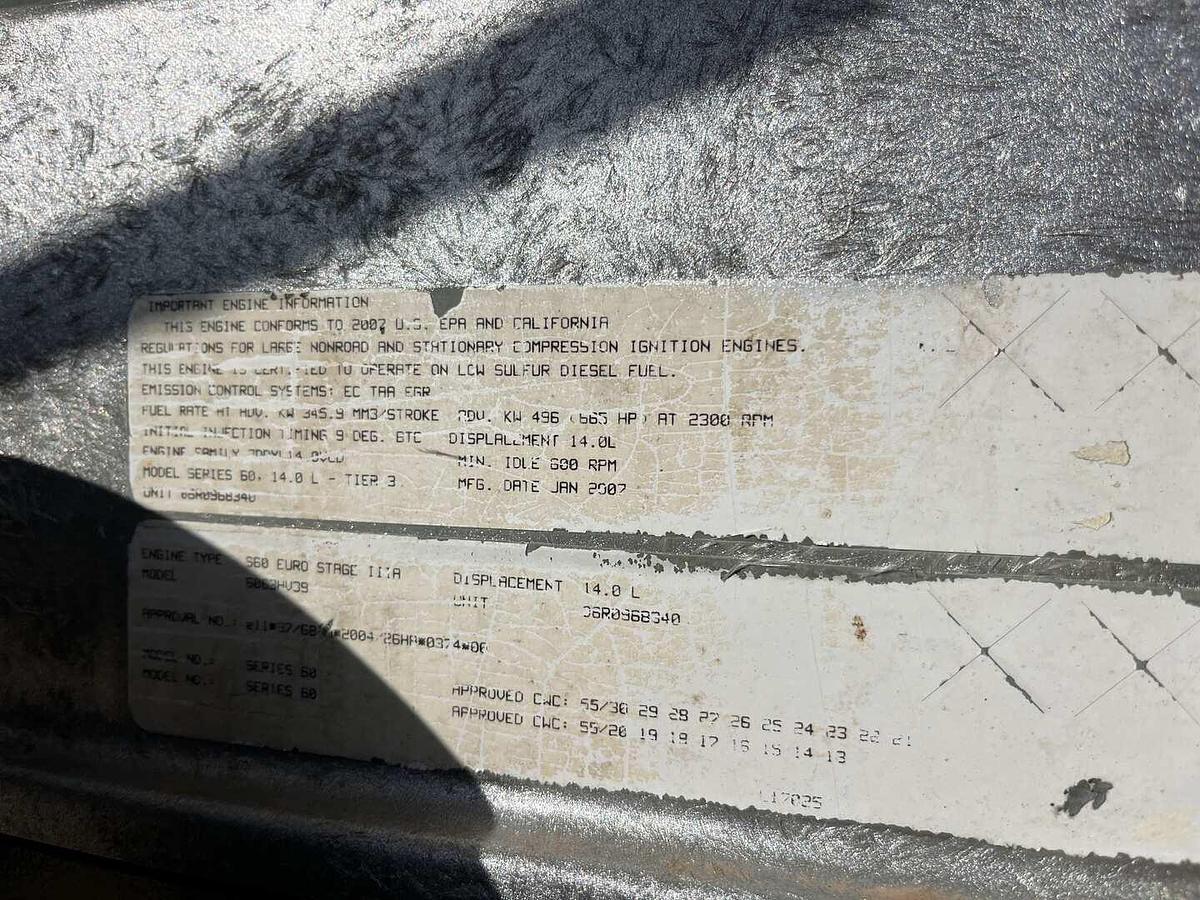 IMPORTANT ENGINE INFORMATION
THIS ENGINE CONFORMS TO 2007 U.S. EPA AND CALIFORNIA
REGULATIONS FOR LARGE NONROAD AND STATIONARY COMPRESSION IGNITION ENGINES.
THIS ENGINE IS CERTIFIED TO OPERATE ON LOW SULFUR DIESEL FUEL.
EMISSION CONTROL SYSTEMS: EC TAA EGR
FUEL RATE AT ADV. KW 345.9 MM3/STROKE ADV. KW 496 (665 HP) AT 2300 RPM
INITIAL INJECTION TIMING 9 DEG. BTC DISPLACEMENT 14.0L
ENGINE FAMILY MIN. IDLE 600 RPM
MODEL SERIES 60, 14.0 L - TIER 3 MFG. DATE JAN 2007
UNIT 06R0968340
ENGINE TYPE S60 EURO STAGE IIIA DISPLACEMENT 14.0 L
MODEL 6063HV39 UNIT 06R0968340
APPROVAL NO.:
MODEL NO.: SERIES 60
MODEL NO.: SERIES 60
APPROVED CWC: 55/30 29 28 27 26 25 24 23 22 21
APPROVED CWC: 55/20 19 18 17 16 15 14 13